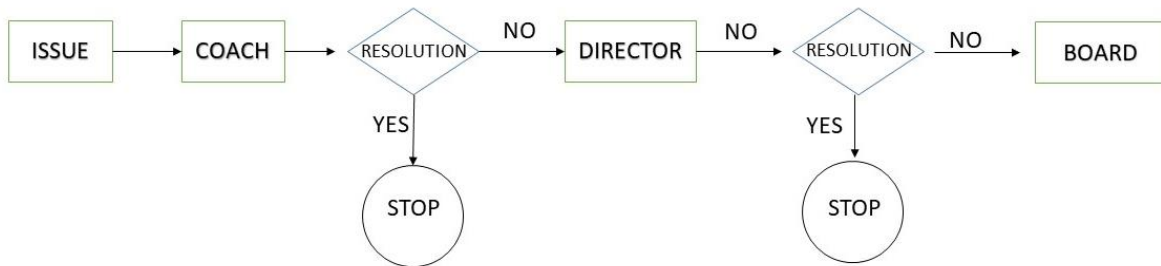 ISSUE
COACH
RESOLUTION
NO
DIRECTOR
NO
RESOLUTION
NO
BOARD
YES
YES
STOP
STOP